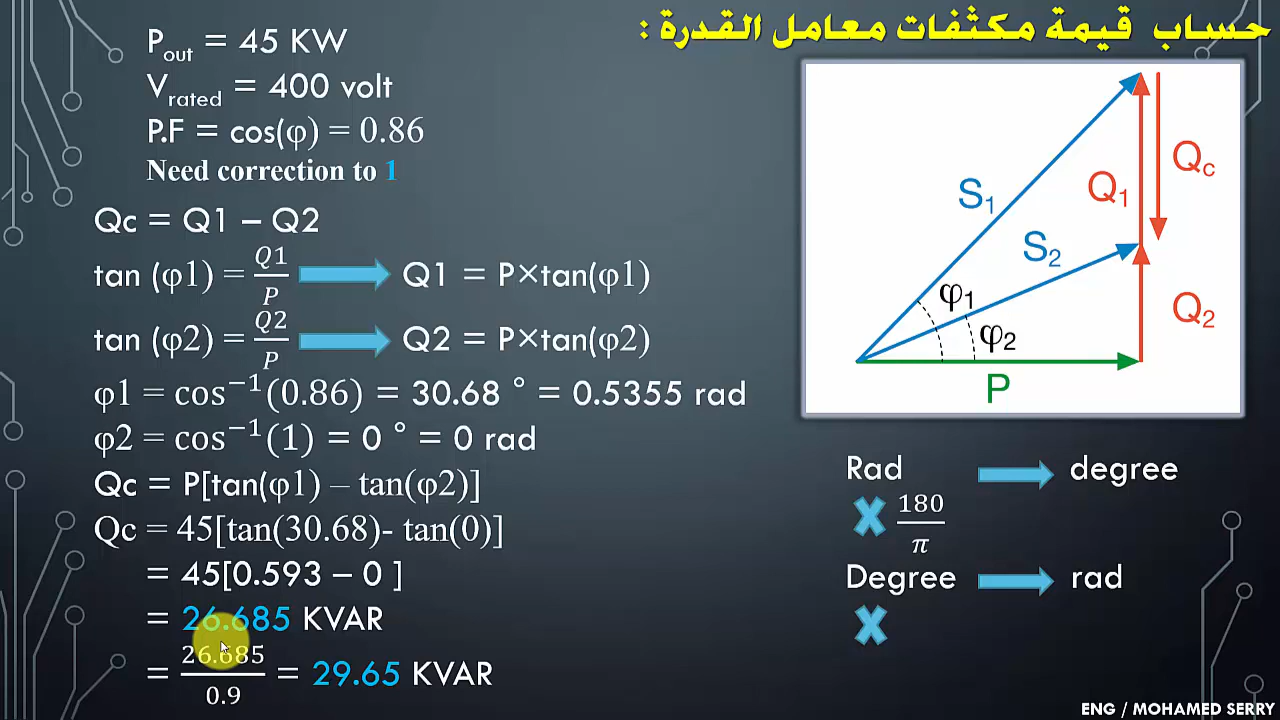 حساب قيمة مكثفات معامل القدرة :
Pout = 45 KW
Vrated = 400 volt
P.F = cos(φ) = 0.86
Need correction to 1
Qc = Q1 – Q2
tan (φ1) = Q1/P Q1 = P×tan(φ1)
tan (φ2) = Q2/P Q2 = P×tan(φ2)
φ1 = cos⁻¹(0.86) = 30.68 ° = 0.5355 rad
φ2 = cos⁻¹(1) = 0 ° = 0 rad
Qc = P[tan(φ1) – tan(φ2)]
Qc = 45[tan(30.68)- tan(0)]
= 45[0.593 – 0 ]
= 26.685 KVAR
= 26.685/0.9 = 29.65 KVAR
S1
Q1
Qc
S2
φ1
φ2
Q2
P
Rad degree
180/π
Degree rad
ENG / MOHAMED SERRY